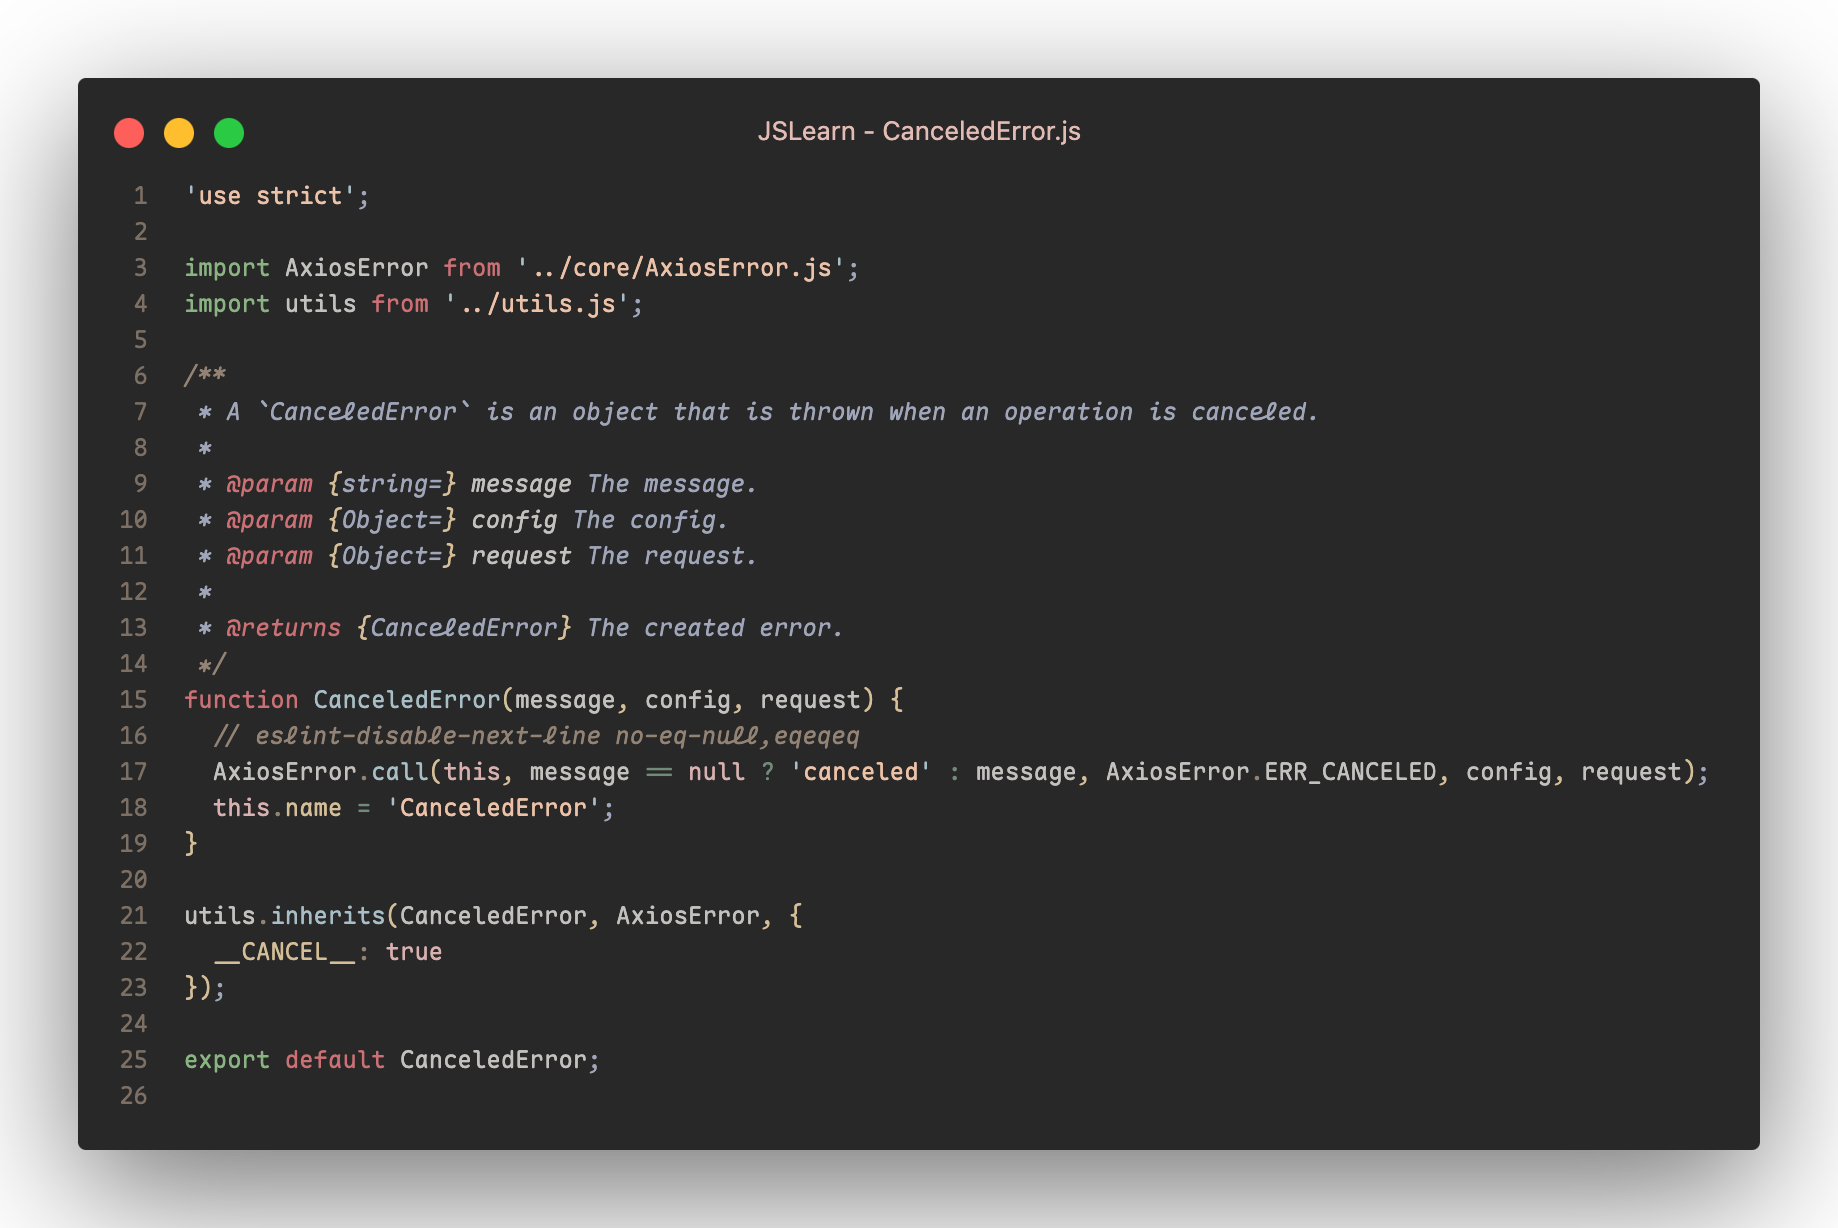 JSLearn - CanceledError.js
1 'use strict';
2
3 import AxiosError from '../core/AxiosError.js';
4 import utils from '../utils.js';
5
6 /**
7  * A `CanceledError` is an object that is thrown when an operation is canceled.
8  *
9  * @param {string=} message The message.
10  * @param {Object=} config The config.
11  * @param {Object=} request The request.
12  *
13  * @returns {CanceledError} The created error.
14  */
15 function CanceledError(message, config, request) {
16   // eslint-disable-next-line no-eq-null,eqeqeq
17   AxiosError.call(this, message == null ? 'canceled' : message, AxiosError.ERR_CANCELED, config, request);
18   this.name = 'CanceledError';
19 }
20
21 utils.inherits(CanceledError, AxiosError, {
22   __CANCEL__: true
23 });
24
25 export default CanceledError;
26